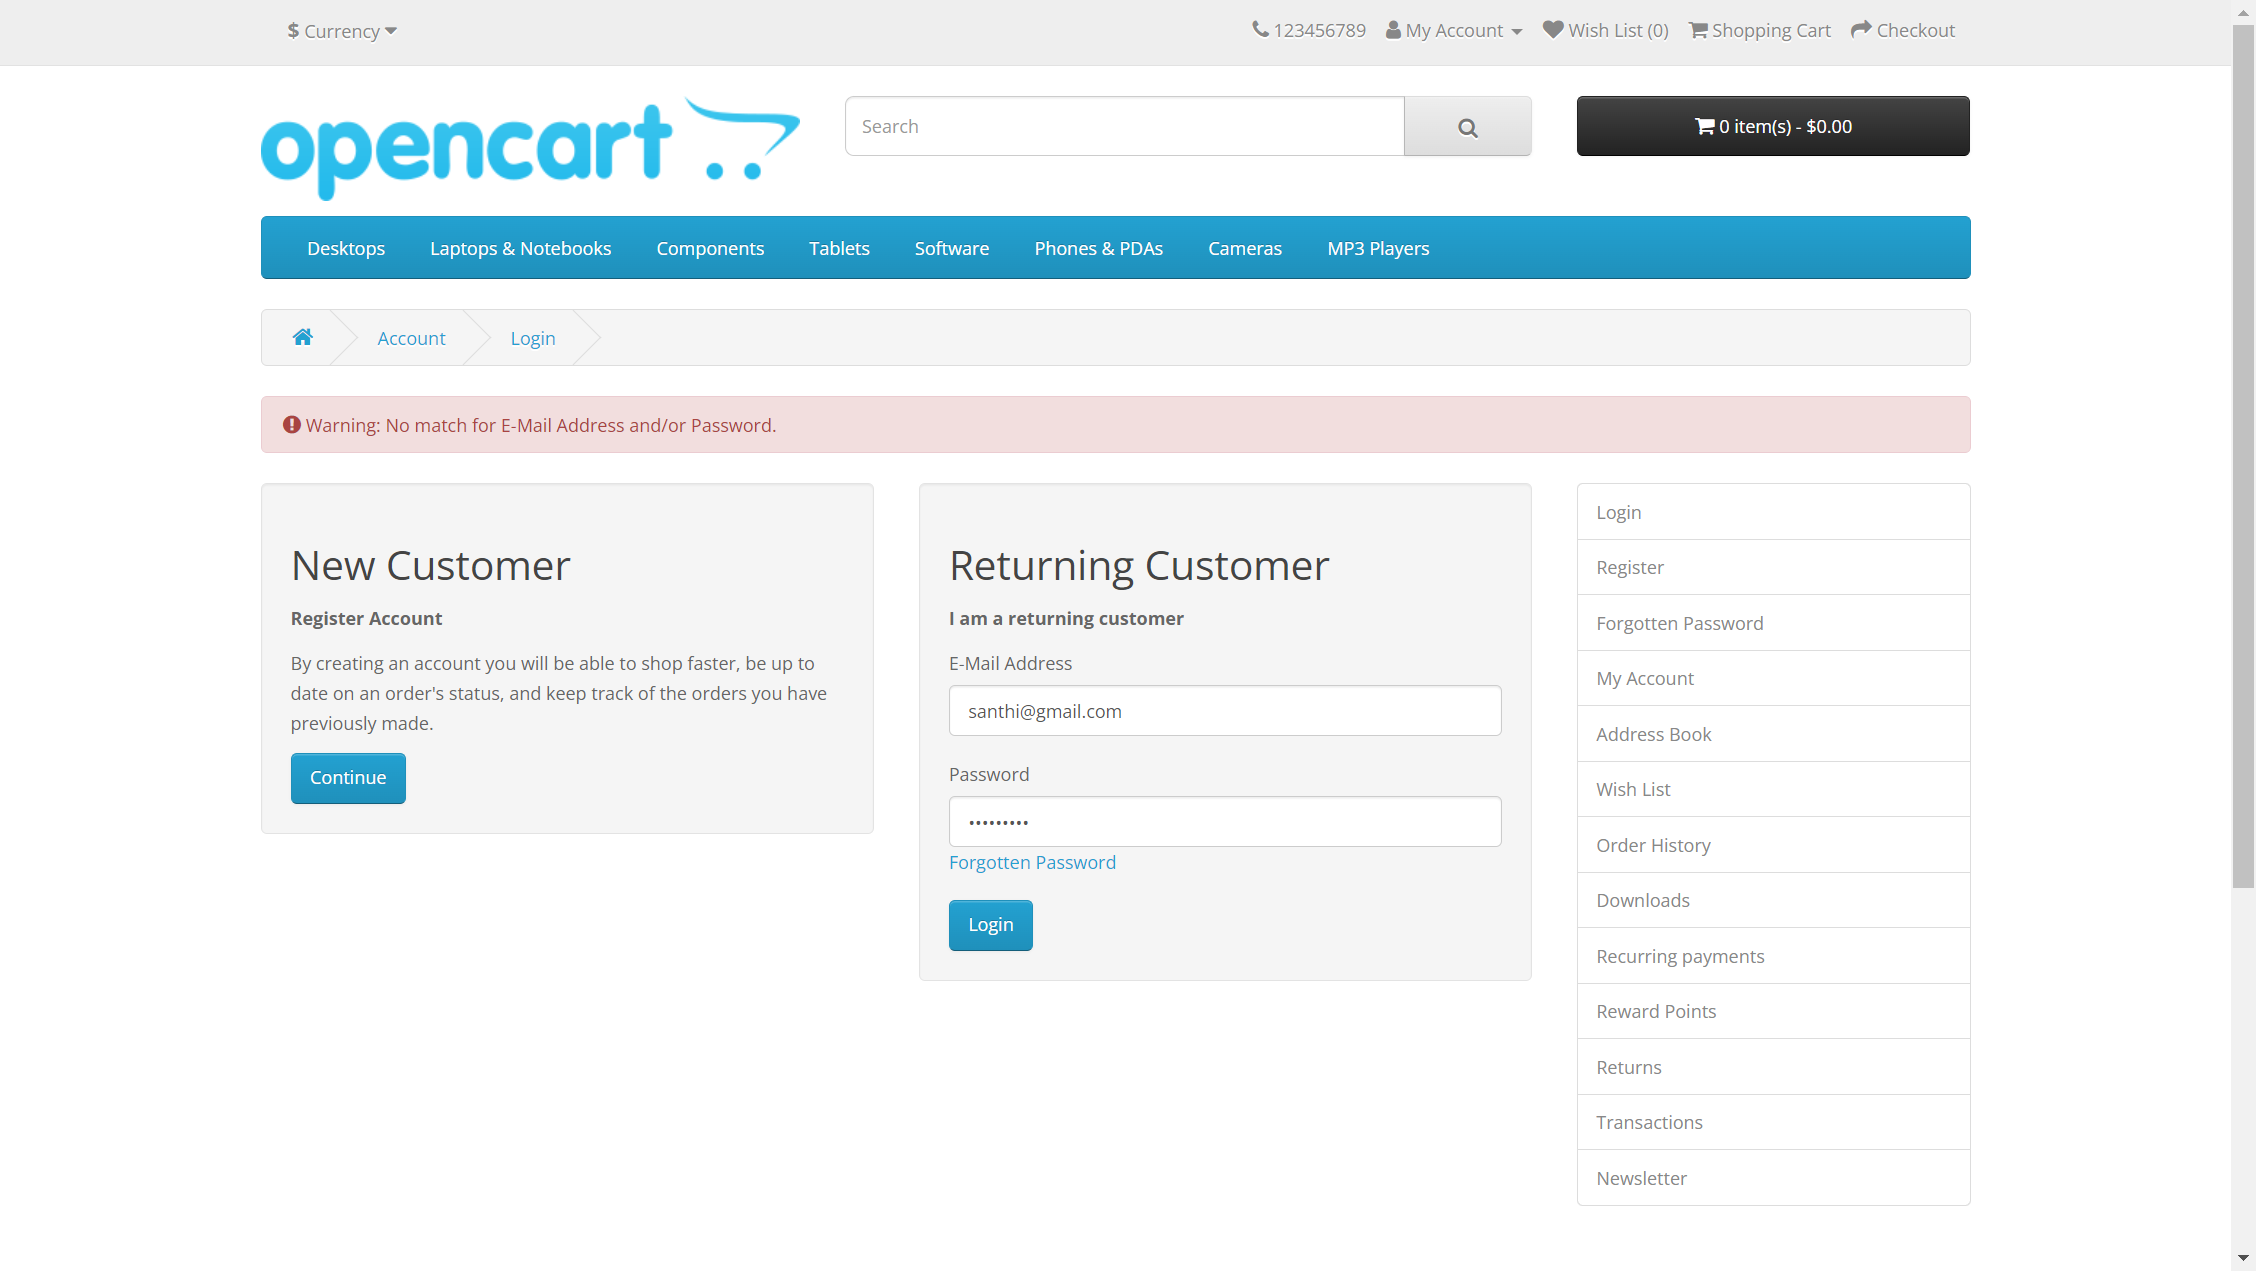 $ Currency
123456789 My Account Wish List (0) Shopping Cart Checkout
opencart
Search
0 item(s) - $0.00
Desktops Laptops & Notebooks Components Tablets Software Phones & PDAs Cameras MP3 Players
Account Login
Warning: No match for E-Mail Address and/or Password.
New Customer
Register Account
By creating an account you will be able to shop faster, be up to
date on an order's status, and keep track of the orders you have
previously made.
Continue
Returning Customer
I am a returning customer
E-Mail Address
santhi@gmail.com
Password
•••••••••
Forgotten Password
Login
Login
Register
Forgotten Password
My Account
Address Book
Wish List
Order History
Downloads
Recurring payments
Reward Points
Returns
Transactions
Newsletter